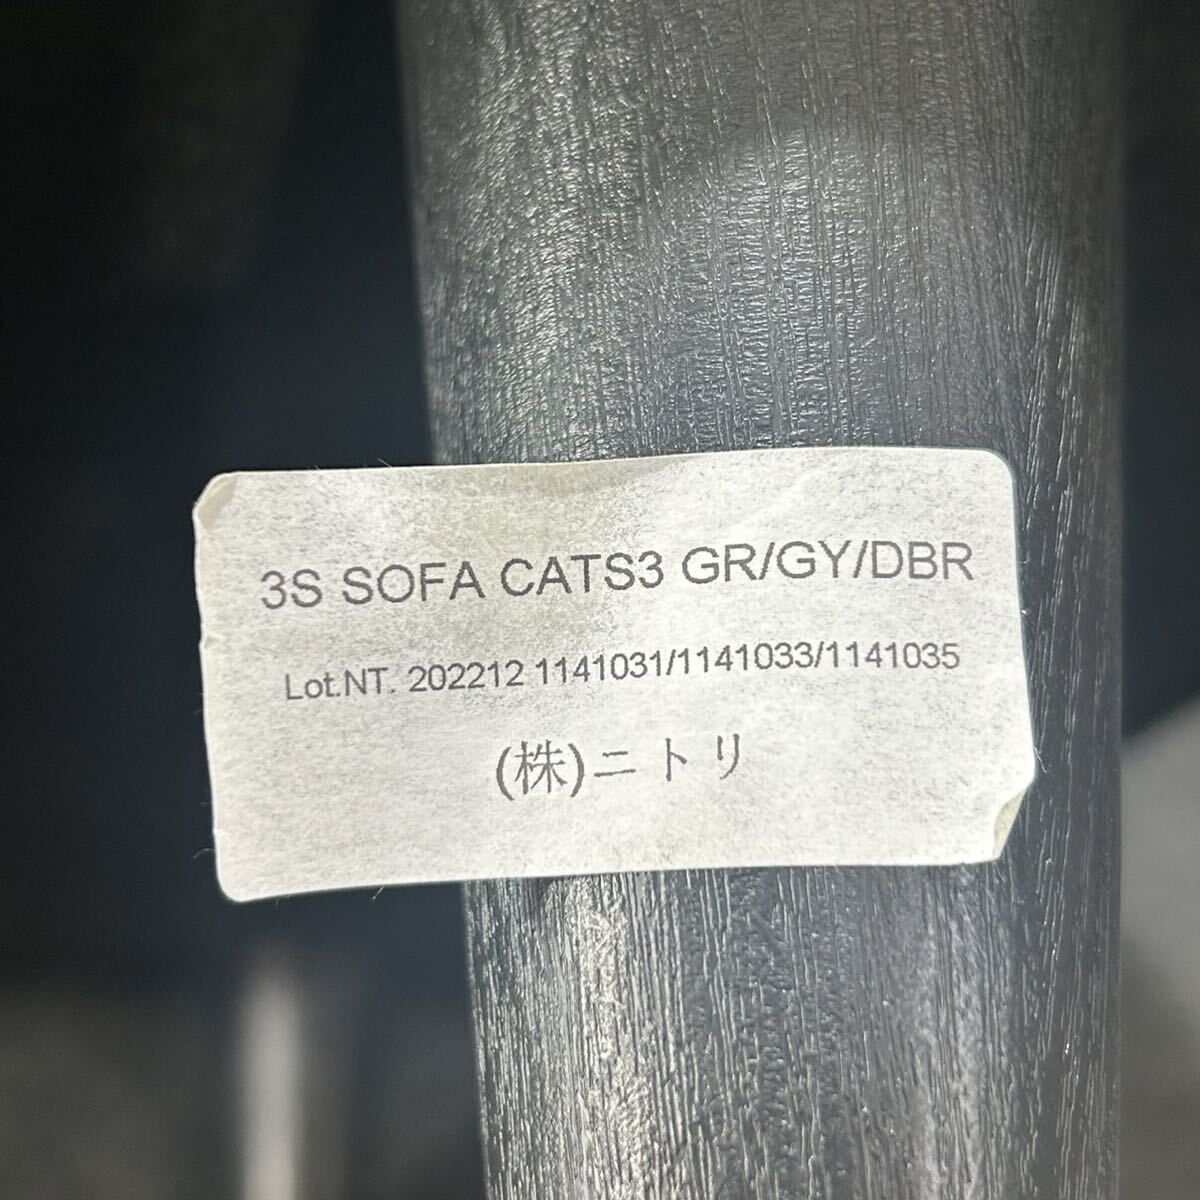 3S SOFA CATS3 GR/GY/DBR
Lot.NT. 202212 1141031/1141033/1141035
(株)ニトリ